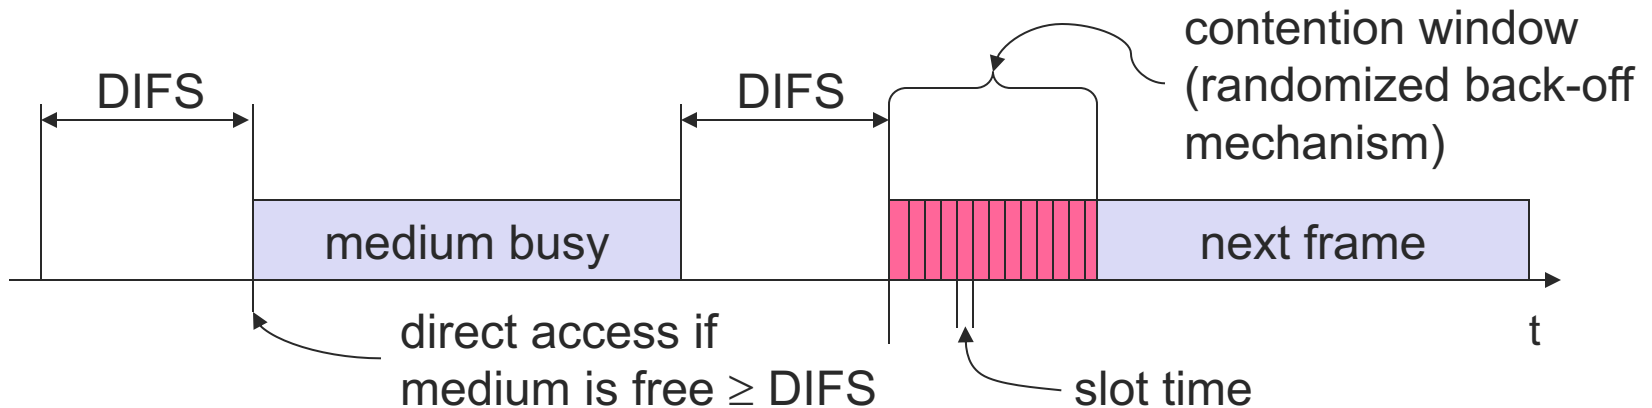 contention window
(randomized back-off
mechanism)
DIFS
DIFS
medium busy
next frame
direct access if
medium is free ≥ DIFS
t
slot time